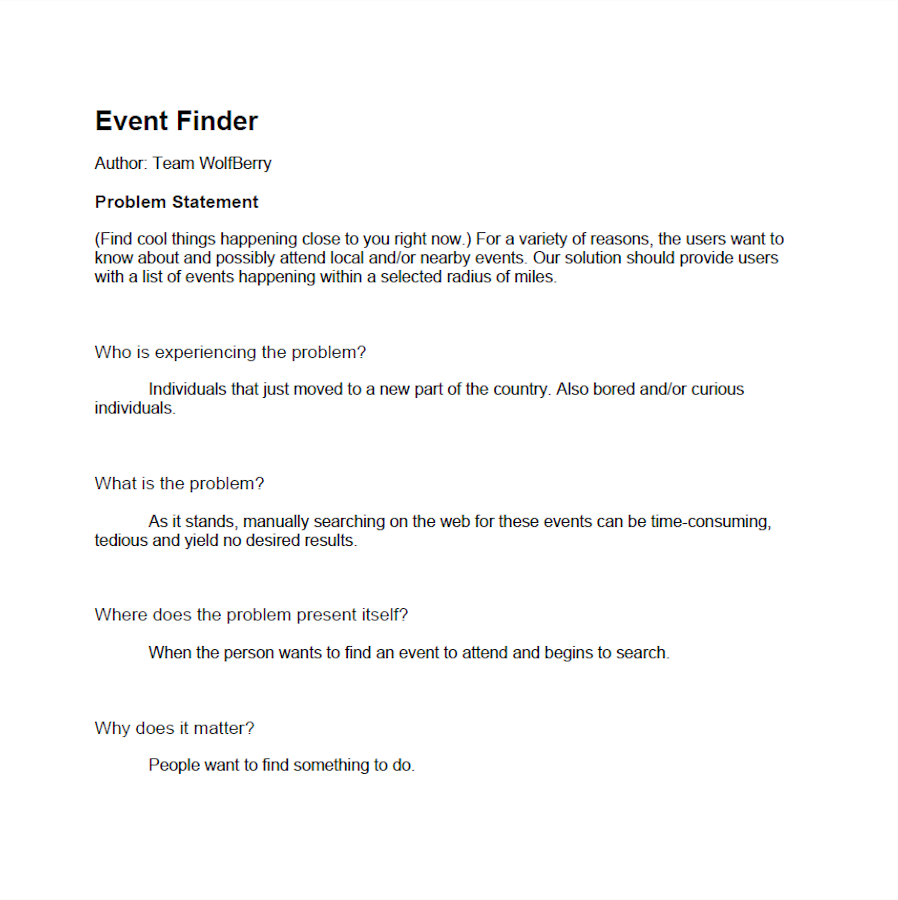 Event Finder
Author: Team WolfBerry
Problem Statement
(Find cool things happening close to you right now.) For a variety of reasons, the users want to
know about and possibly attend local and/or nearby events. Our solution should provide users
with a list of events happening within a selected radius of miles.
Who is experiencing the problem?
Individuals that just moved to a new part of the country. Also bored and/or curious
individuals.
What is the problem?
As it stands, manually searching on the web for these events can be time-consuming,
tedious and yield no desired results.
Where does the problem present itself?
When the person wants to find an event to attend and begins to search.
Why does it matter?
People want to find something to do.